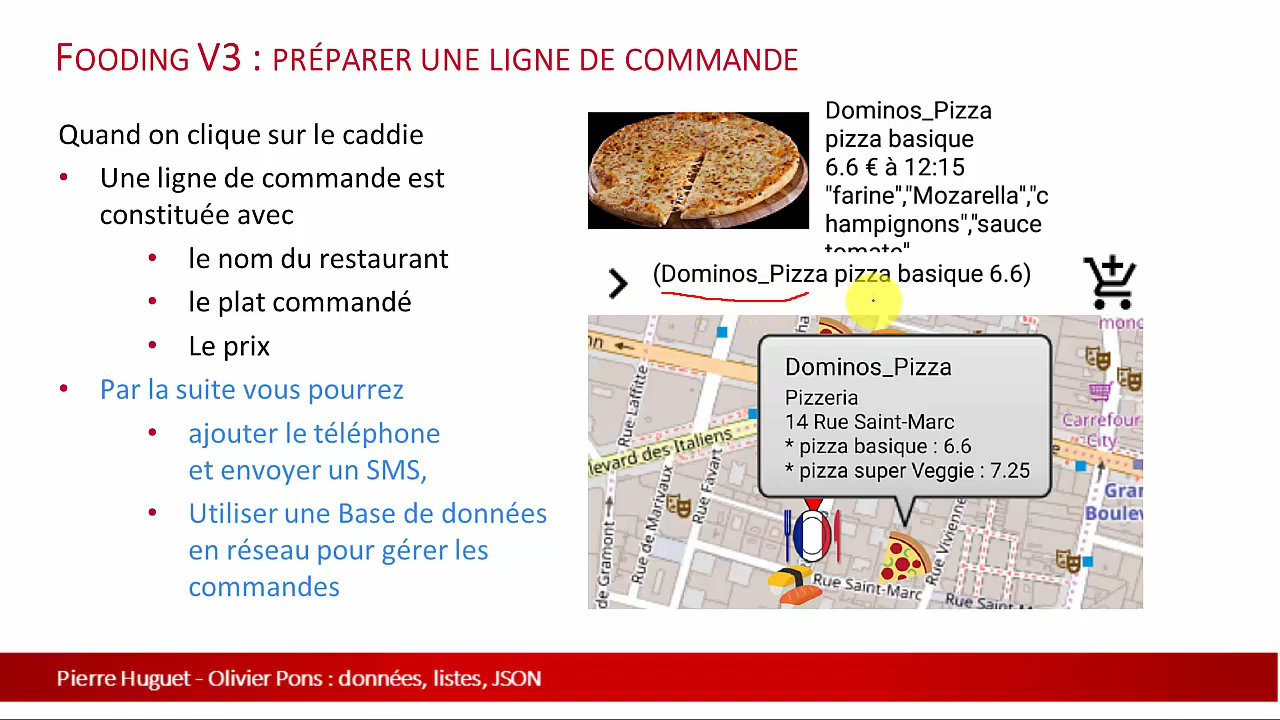 FOODING V3 : PRÉPARER UNE LIGNE DE COMMANDE
Quand on clique sur le caddie
• Une ligne de commande est
constituée avec
• le nom du restaurant
• le plat commandé
• Le prix
• Par la suite vous pourrez
• ajouter le téléphone
et envoyer un SMS,
• Utiliser une Base de données
en réseau pour gérer les
commandes
Dominos_Pizza
pizza basique
6.6 € à 12:15
"farine","Mozarella","c
hampignons","sauce
tomate"
(Dominos_Pizza pizza basique 6.6)
Dominos_Pizza
Pizzeria
14 Rue Saint-Marc
* pizza basique : 6.6
* pizza super Veggie : 7.25
Rue Laffitte
levard des Italiens
Rue Favart
Rue de Marivaux
de Gramont
Rue Vivienne
Rue Saint-Marc
Rue Saint-M
Carrefour
City
Gran
Boulev
Pierre Huguet - Olivier Pons : données, listes, JSON